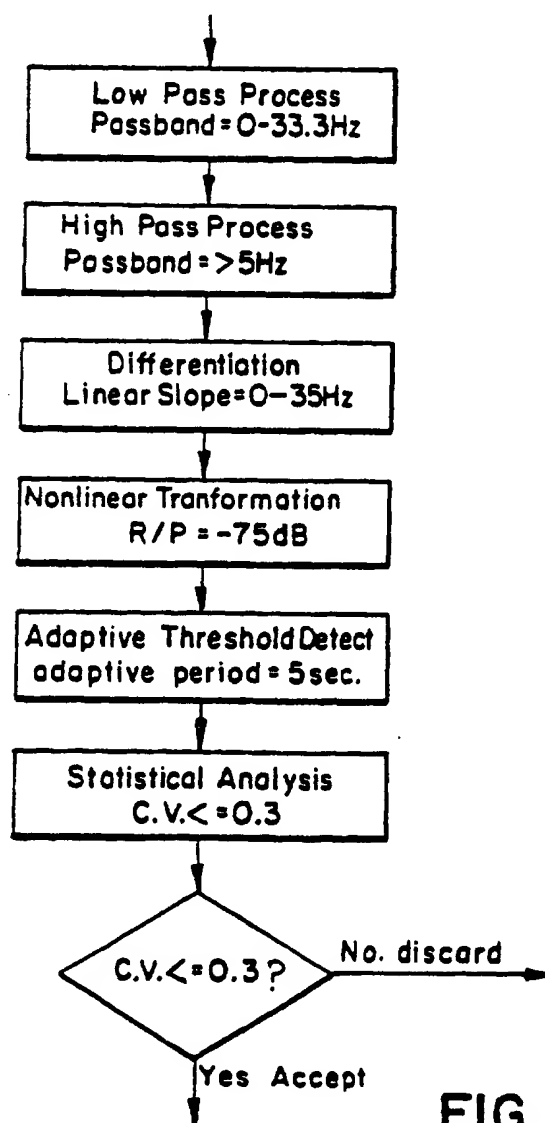 Low Pass Process
Passband=0-33.3Hz
High Pass Process
Passband=>5Hz
Differentiation
Linear Slope=0-35Hz
Nonlinear Tranformation
R/P=-75dB
Adaptive Threshold Detect
adaptive period=5sec.
Statistical Analysis
C.V.<=0.3
C.V.<=0.3?
No. discard
Yes Accept
FIG